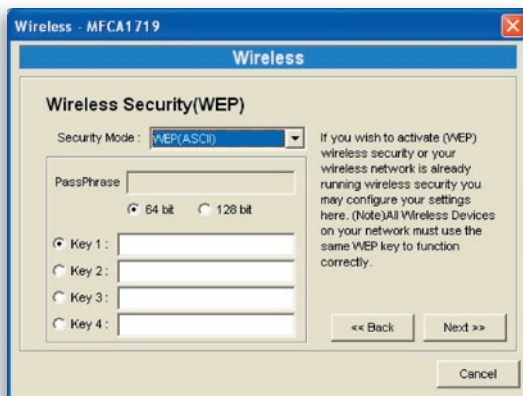 Wireless - MFCA1719
Wireless
Wireless Security(WEP)
Security Mode : WEP(ASCII)
PassPhrase
64 bit 128 bit
Key 1 :
Key 2 :
Key 3 :
Key 4 :
If you wish to activate (WEP)
wireless security or your
wireless network is already
running wireless security you
may configure your settings
here. (Note)All Wireless Devices
on your network must use the
same WEP key to function
correctly.
<< Back Next >>
Cancel